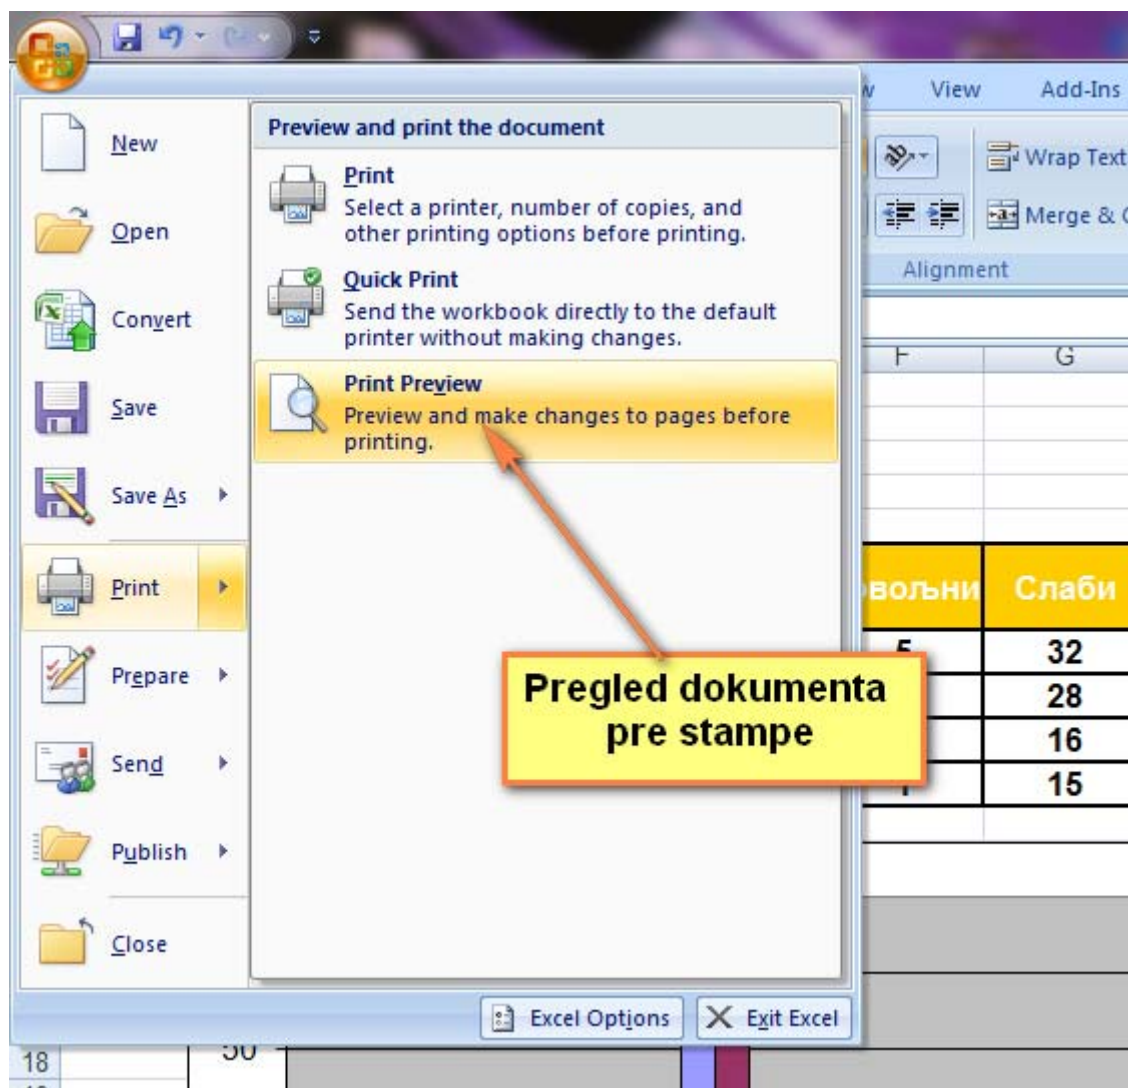 View Add-Ins
New
Open
Convert
Save
Save As
Print
Prepare
Send
Publish
Close
Preview and print the document
Print
Select a printer, number of copies, and
other printing options before printing.
Quick Print
Send the workbook directly to the default
printer without making changes.
Print Preview
Preview and make changes to pages before
printing.
Pregled dokumenta
pre stampe
Excel Options Exit Excel
Wrap Text
Merge &
Alignment
F G
Слаби
5 32
28
16
15
18
50